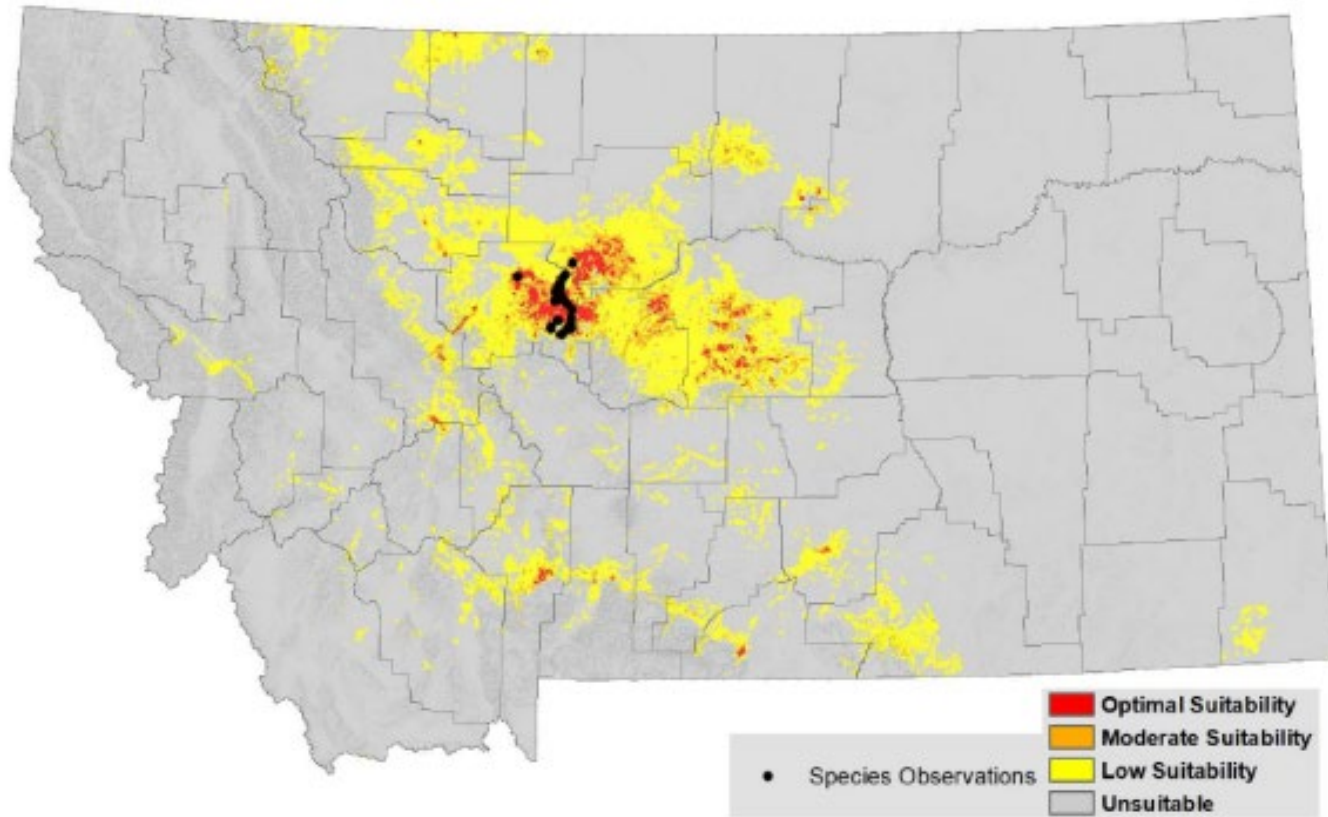 Species Observations
Optimal Suitability
Moderate Suitability
Low Suitability
Unsuitable